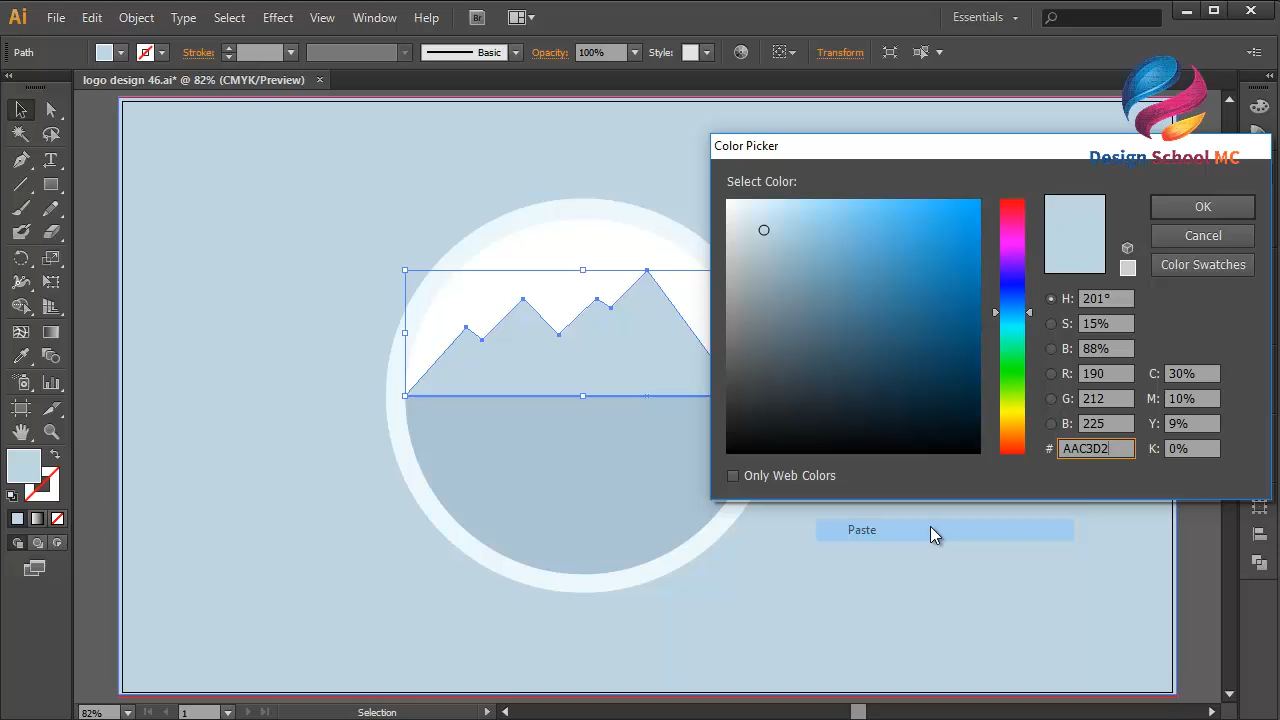 Ai File Edit Object Type Select Effect View Window Help Br Essentials
Path Stroke: Basic Opacity: 100% Style: Transform
logo design 46.ai* @ 82% (CMYK/Preview)
Design School MC
Color Picker
Select Color:
OK
Cancel
Color Swatches
H: 201°
S: 15%
B: 88%
R: 190 C: 30%
G: 212 M: 10%
B: 225 Y: 9%
# AAC3D2 K: 0%
Only Web Colors
Paste
82% 1 Selection